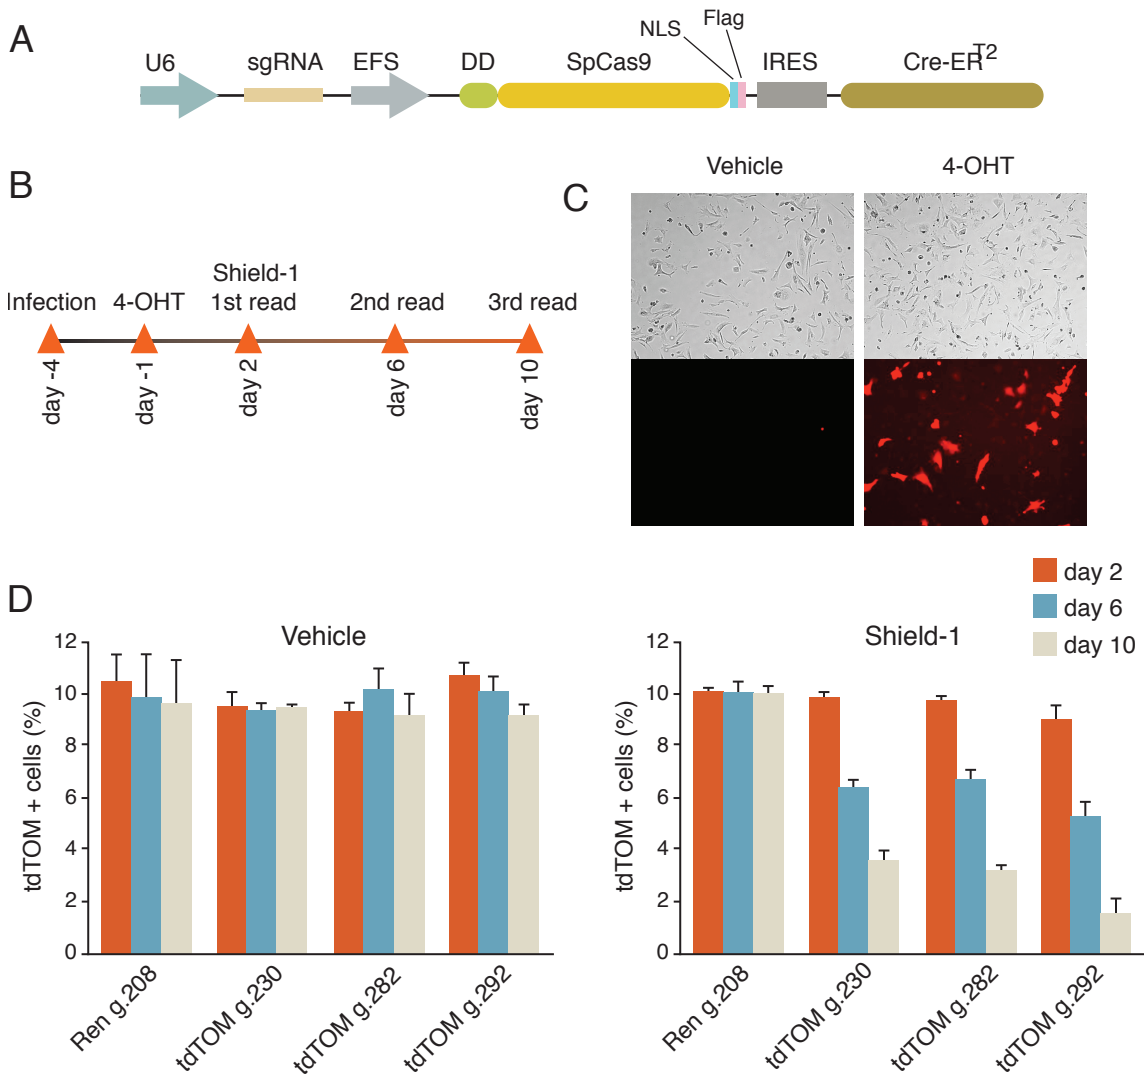 A
U6
sgRNA
EFS
DD
SpCas9
NLS
Flag
IRES
Cre-ERT2
B
Infection
4-OHT
Shield-1
1st read
2nd read
3rd read
day -4
day -1
day 2
day 6
day 10
C
Vehicle
4-OHT
D
day 2
day 6
day 10
Vehicle
tdTOM + cells (%)
12
10
8
6
4
2
0
Ren g.208
tdTOM g.230
tdTOM g.282
tdTOM g.292
Shield-1
tdTOM + cells (%)
12
10
8
6
4
2
0
Ren g.208
tdTOM g.230
tdTOM g.282
tdTOM g.292